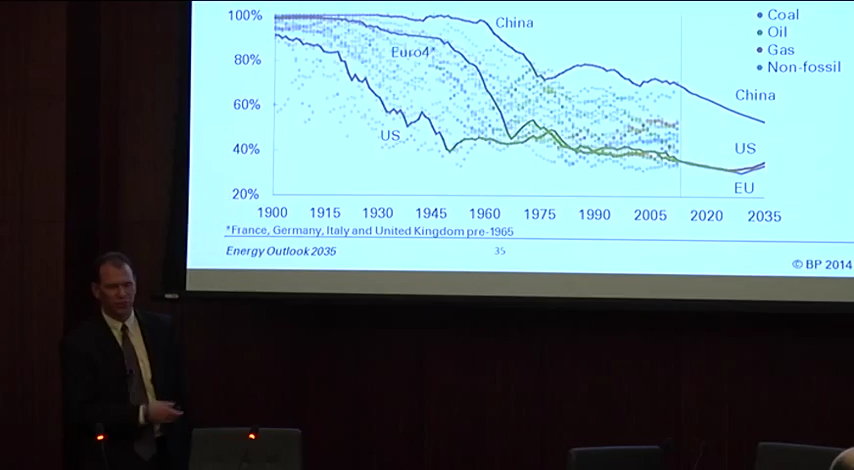 100%
80%
60%
40%
20%
China
Euro4*
US
• Coal
• Oil
• Gas
• Non-fossil
China
US
EU
1900 1915 1930 1945 1960 1975 1990 2005 2020 2035
*France, Germany, Italy and United Kingdom pre-1965
Energy Outlook 2035
35
© BP 2014